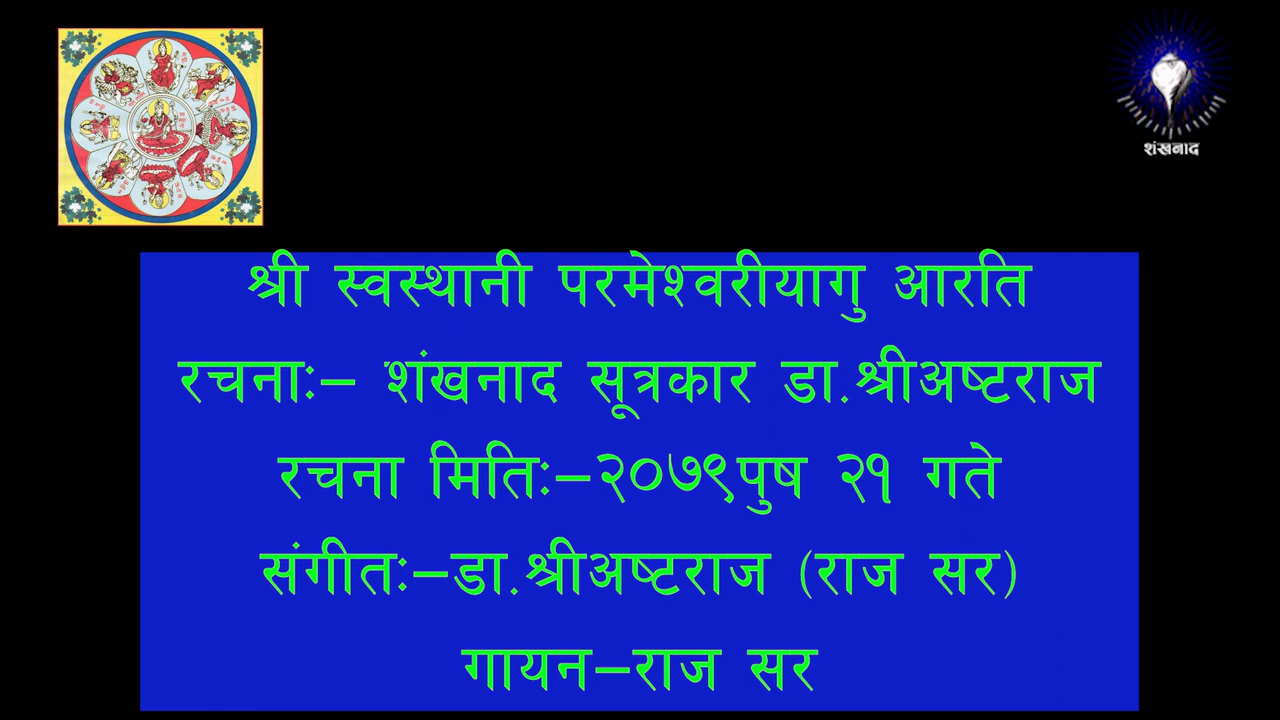 शंखनाद
श्री स्वस्थानी परमेश्वरीयागु आरति
रचनाः– शंखनाद सूत्रकार डा.श्रीअष्टराज
रचना मितिः–२०७९पुष २१ गते
संगीतः–डा.श्रीअष्टराज (राज सर)
गायन–राज सर